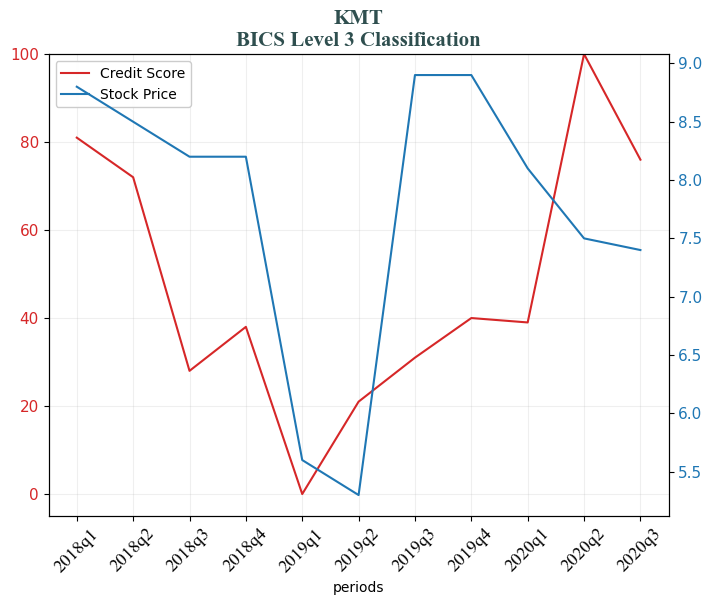 KMT
BICS Level 3 Classification
Credit Score
Stock Price
100
80
60
40
20
0
9.0
8.5
8.0
7.5
7.0
6.5
6.0
5.5
2018q1
2018q2
2018q3
2018q4
2019q1
2019q2
2019q3
2019q4
2020q1
2020q2
2020q3
periods